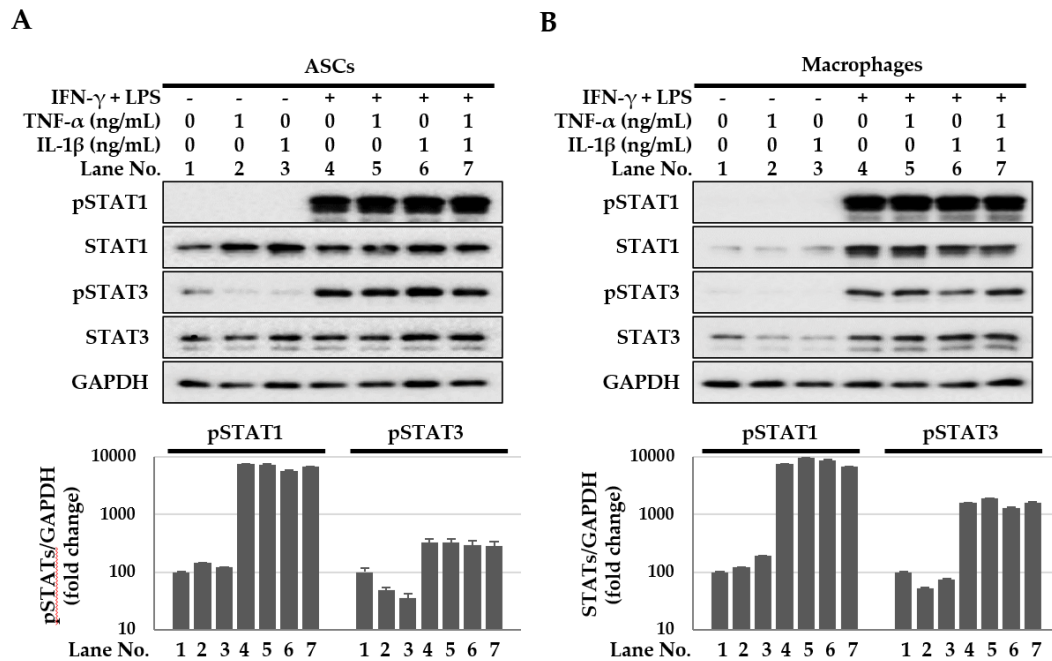 A
ASCs
IFN-γ + LPS - - - + + + +
TNF-α (ng/mL) 0 1 0 0 1 0 1
IL-1β (ng/mL) 0 0 1 0 0 1 1
Lane No. 1 2 3 4 5 6 7
pSTAT1
STAT1
pSTAT3
STAT3
GAPDH
pSTAT1 pSTAT3
pSTATs/GAPDH
(fold change)
10000
1000
100
10
Lane No. 1 2 3 4 5 6 7 1 2 3 4 5 6 7
B
Macrophages
IFN-γ + LPS - - - + + + +
TNF-α (ng/mL) 0 1 0 0 1 0 1
IL-1β (ng/mL) 0 0 1 0 0 1 1
Lane No. 1 2 3 4 5 6 7
pSTAT1
STAT1
pSTAT3
STAT3
GAPDH
pSTAT1 pSTAT3
STATs/GAPDH
(fold change)
10000
1000
100
10
Lane No. 1 2 3 4 5 6 7 1 2 3 4 5 6 7